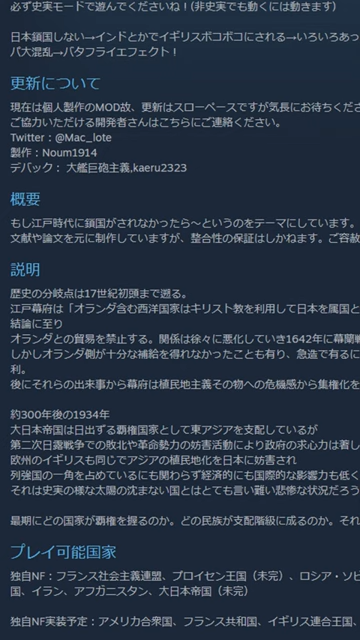 必ず史実モードで遊んでくださいね！(非史実でも動くには動きます)
日本鎖国しない→インドとかでイギリスボコボコにされる→いろいあっ
パ大混乱→バタフライエフェクト！
更新について
現在は個人製作のMOD故、更新はスローペースですが気長にお待ちくださ
ご協力いただける開発者さんはこちらにご連絡ください。
Twitter：@Mac_lote
製作：Noum1914
デバック： 大艦巨砲主義,kaeru2323
概要
もし江戸時代に鎖国がされなかったら～というのをテーマにしています。
文献や論文を元に制作していますが、整合性の保証はしかねます。ご容赦
説明
歴史の分岐点は17世紀初頭まで遡る。
江戸幕府は「オランダ含む西洋国家はキリスト教を利用して日本を属国と
結論に至り
オランダとの貿易を禁止する。関係は徐々に悪化していき1642年に幕蘭戦
しかしオランダ側が十分な補給を得れなかったことも有り、急造で有るに
利。
後にそれらの出来事から幕府は植民地主義その物への危機感から集権化を
約300年後の1934年
大日本帝国は日出ずる覇権国家として東アジアを支配しているが
第二次日露戦争での敗北や革命勢力の妨害活動により政府の求心力は著し
欧州のイギリスも同じでアジアの植民地化を日本に妨害され
列強国の一角を占めているにも関わらず経済的にも国際的な影響力も低く
それは史実の様な太陽の沈まない国とはとても言い難い悲惨な状況だろう
最期にどの国家が覇権を握るのか。どの民族が支配階級に成るのか。それ
プレイ可能国家
独自NF：フランス社会主義連盟、プロイセン王国（未完）、ロシア・ソビ
国、イラン、アフガニスタン、大日本帝国（未完）
独自NF実装予定：アメリカ合衆国、フランス共和国、イギリス連合王国、